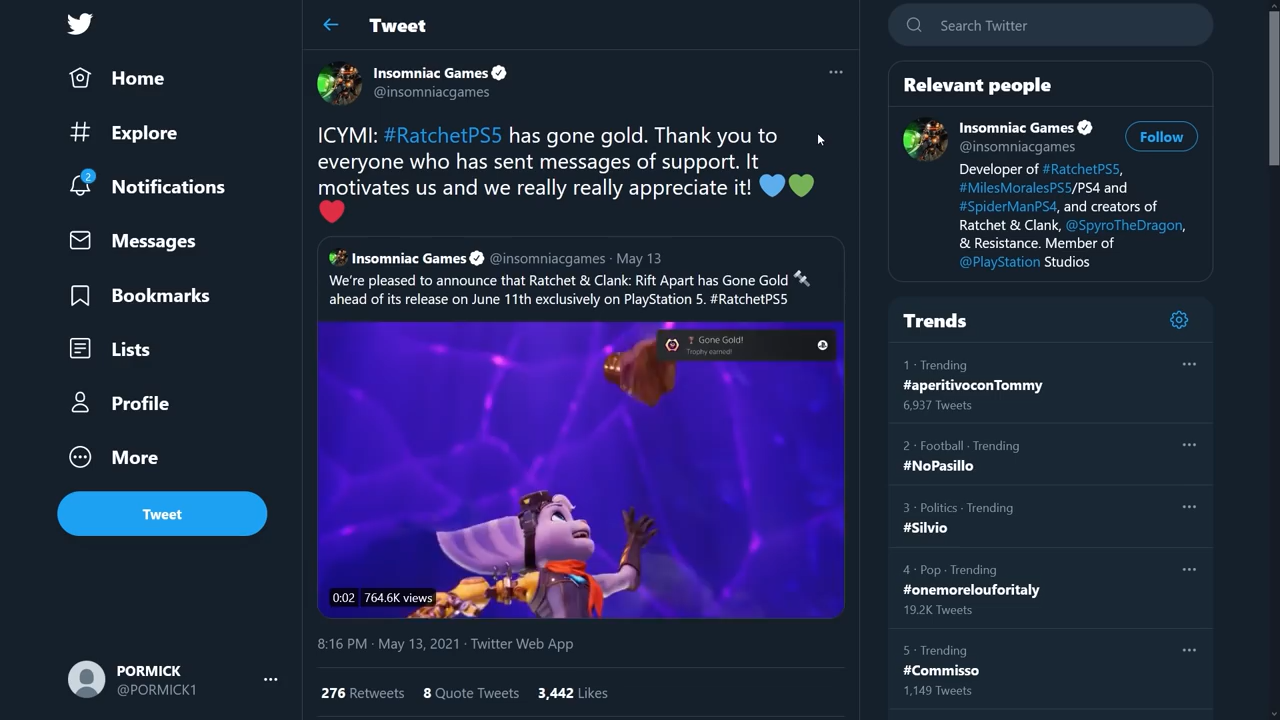 Home
Explore
2
Notifications
Messages
Bookmarks
Lists
Profile
More
Tweet
PORMICK
@PORMICK1
Tweet
Insomniac Games
@insomniacgames
ICYMI: #RatchetPS5 has gone gold. Thank you to
everyone who has sent messages of support. It
motivates us and we really really appreciate it! 💙💚
❤️
Insomniac Games @insomniacgames · May 13
We're pleased to announce that Ratchet & Clank: Rift Apart has Gone Gold 🔩
ahead of its release on June 11th exclusively on PlayStation 5. #RatchetPS5
Gone Gold!
Trophy earned!
0:02 764.6K views
8:16 PM · May 13, 2021 · Twitter Web App
276 Retweets 8 Quote Tweets 3,442 Likes
Search Twitter
Relevant people
Insomniac Games
@insomniacgames
Follow
Developer of #RatchetPS5,
#MilesMoralesPS5/PS4 and
#SpiderManPS4, and creators of
Ratchet & Clank, @SpyroTheDragon,
& Resistance. Member of
@PlayStation Studios
Trends
1 · Trending
#aperitivoconTommy
6,937 Tweets
2 · Football · Trending
#NoPasillo
3 · Politics · Trending
#Silvio
4 · Pop · Trending
#onemorelouforitaly
19.2K Tweets
5 · Trending
#Commisso
1,149 Tweets